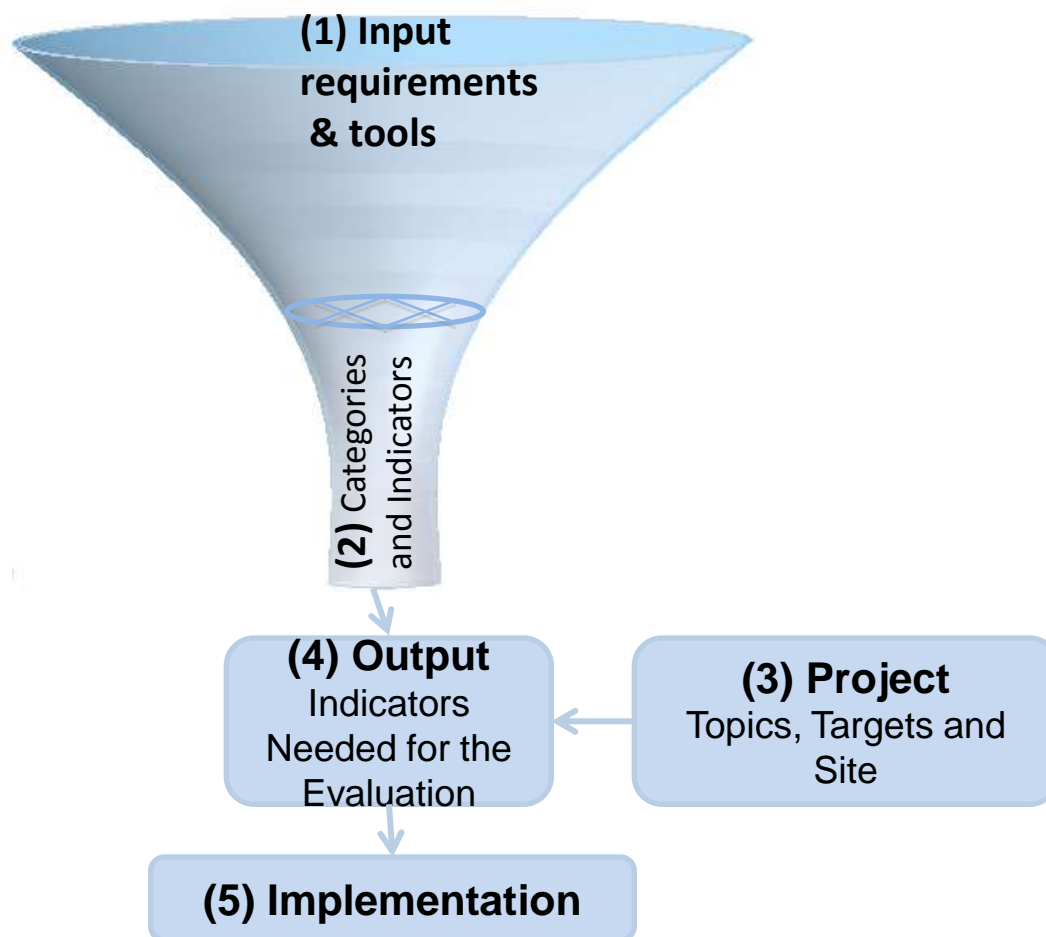 (1) Input
requirements
& tools
(2) Categories
and Indicators
(4) Output
Indicators
Needed for the
Evaluation
(3) Project
Topics, Targets and
Site
(5) Implementation